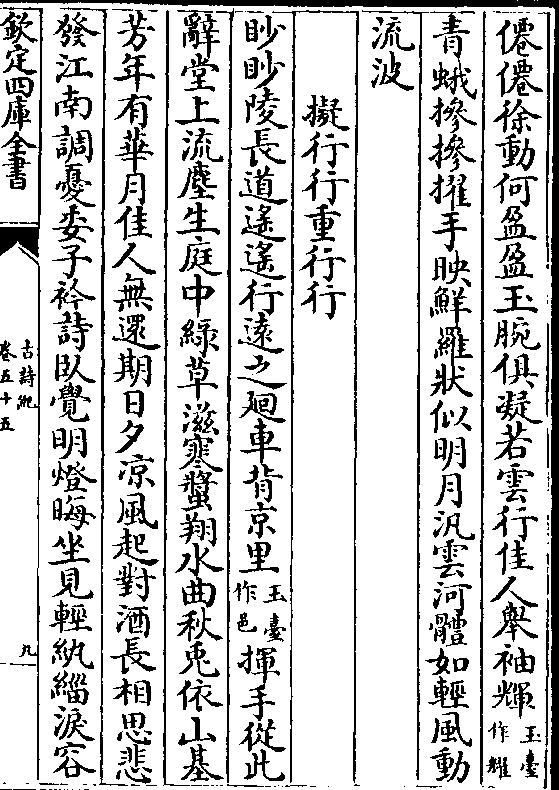 僊僊徐動何盈盈玉腕俱凝若雲行佳人舉袖輝玉臺作耀
青蛾摻摻擢手映鮮羅狀似明月汎雲河體如輕風動
流波
擬行行重行行
眇眇陵長道遙遙行遠之廻車背京里玉臺作邑揮手從此
辭堂上流塵生庭中綠草滋寒螿翔水曲秋兎依山基
芳年有華月佳人無還期日夕凉風起對酒長相思悲
發江南調憂委子衿詩臥覺明燈晦坐見輕紈緇淚容
欽定四庫全書
古詩紀
卷五十五
九